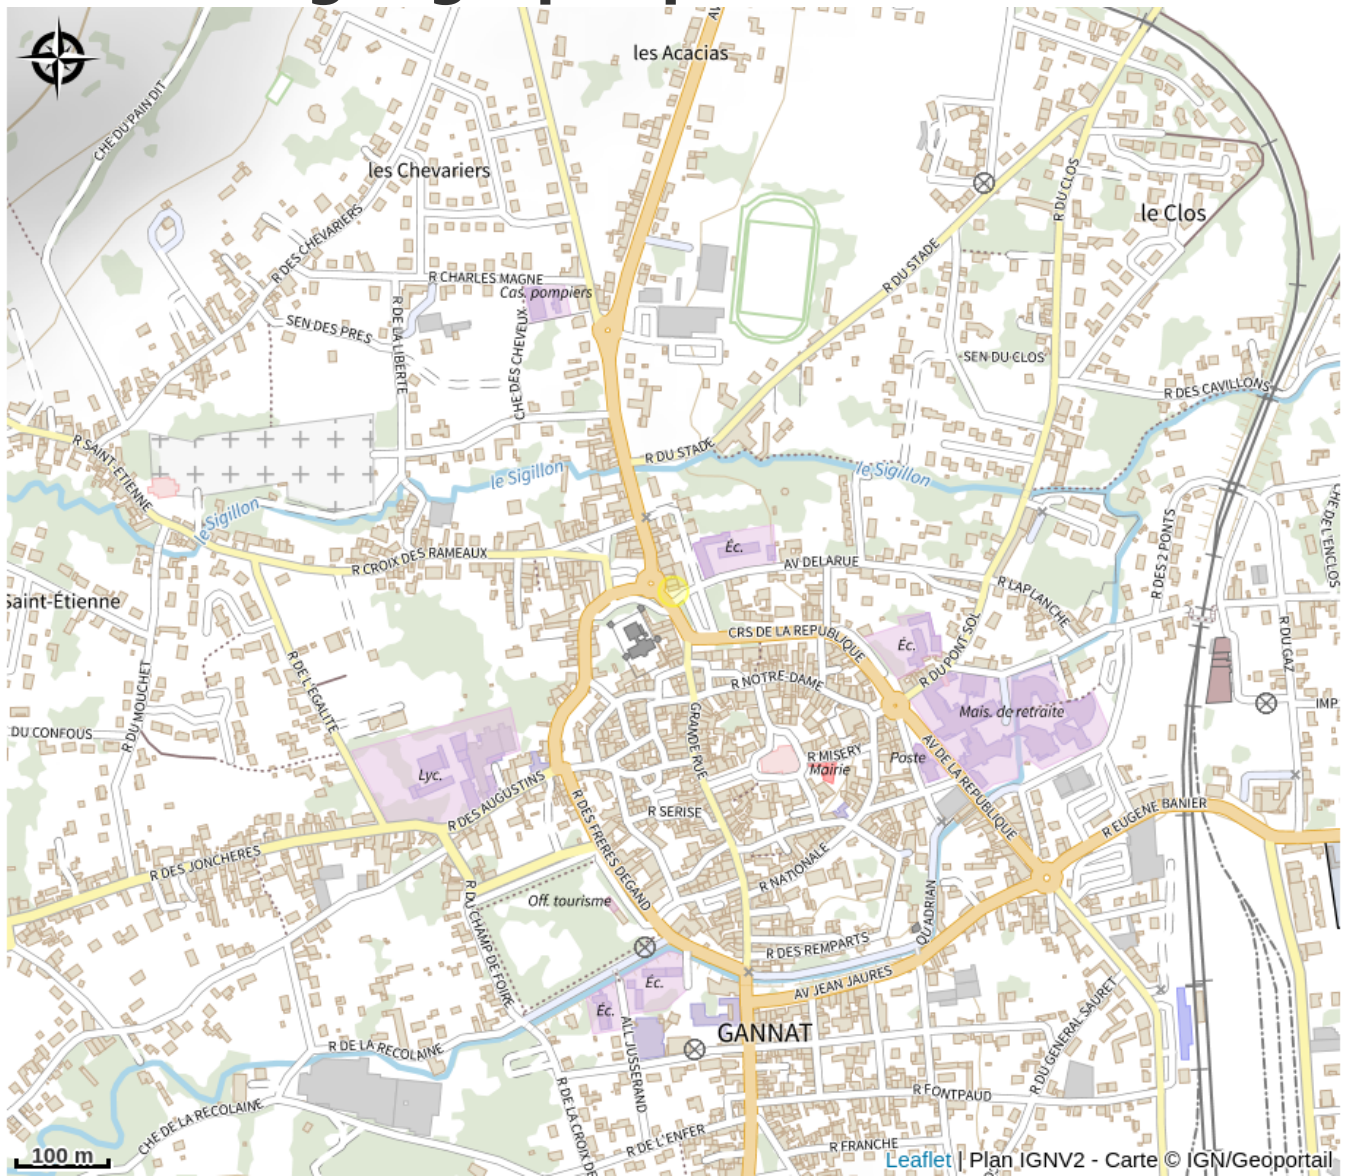 les Acacias
CHE DU PAIN DIT
les Chevariers
R DU CLOS
le Clos
R DES CHEVARIERS
R DU STADE
R CHARLES MAGNE
Cas. pompiers
SEN DES PRES
R DE LA LIBERTE
CHE DES CHEVEUX
SEN DU CLOS
R DES CAVILLONS
R SAINT-ETIENNE
R DU STADE
le Sigillon
le Sigillon
le Sigillon
R DES 2 PONTS
CHE DE L'ENCLOS
Éc.
R CROIX DES RAMEAUX
AV DELARUE
R LAPLANCHE
Saint-Étienne
CRS DE LA REPUBLIQUE
Éc.
R DU PONT SOL
R DU GAZ
R DE L'EGALITE
R DU MOUCHET
R NOTRE-DAME
GRANDE RUE
Mais. de retraite
IMP
DU CONFOUS
R MISERY
Mairie
Poste
AV DE LA REPUBLIQUE
Lyc.
R DES AUGUSTINS
R SERISE
R EUGENE BANIER
R DES FRERES DEGAND
R DES JONCHERES
R NATIONALE
Off. tourisme
R DU CHAMP DE FOIRE
QU ADRIAN
R DES REMPARTS
Éc.
AV JEAN JAURES
Éc.
GANNAT
ALL JUSSERAND
R DU GENERAL SAURET
R DE LA RECOLAINE
R FONTPAUD
CHE DE LA RECOLAINE
R DE LA CROIX DE
R DE L'ENFER
R FRANCHE
100 m
Leaflet | Plan IGNV2 - Carte © IGN/Geoportail